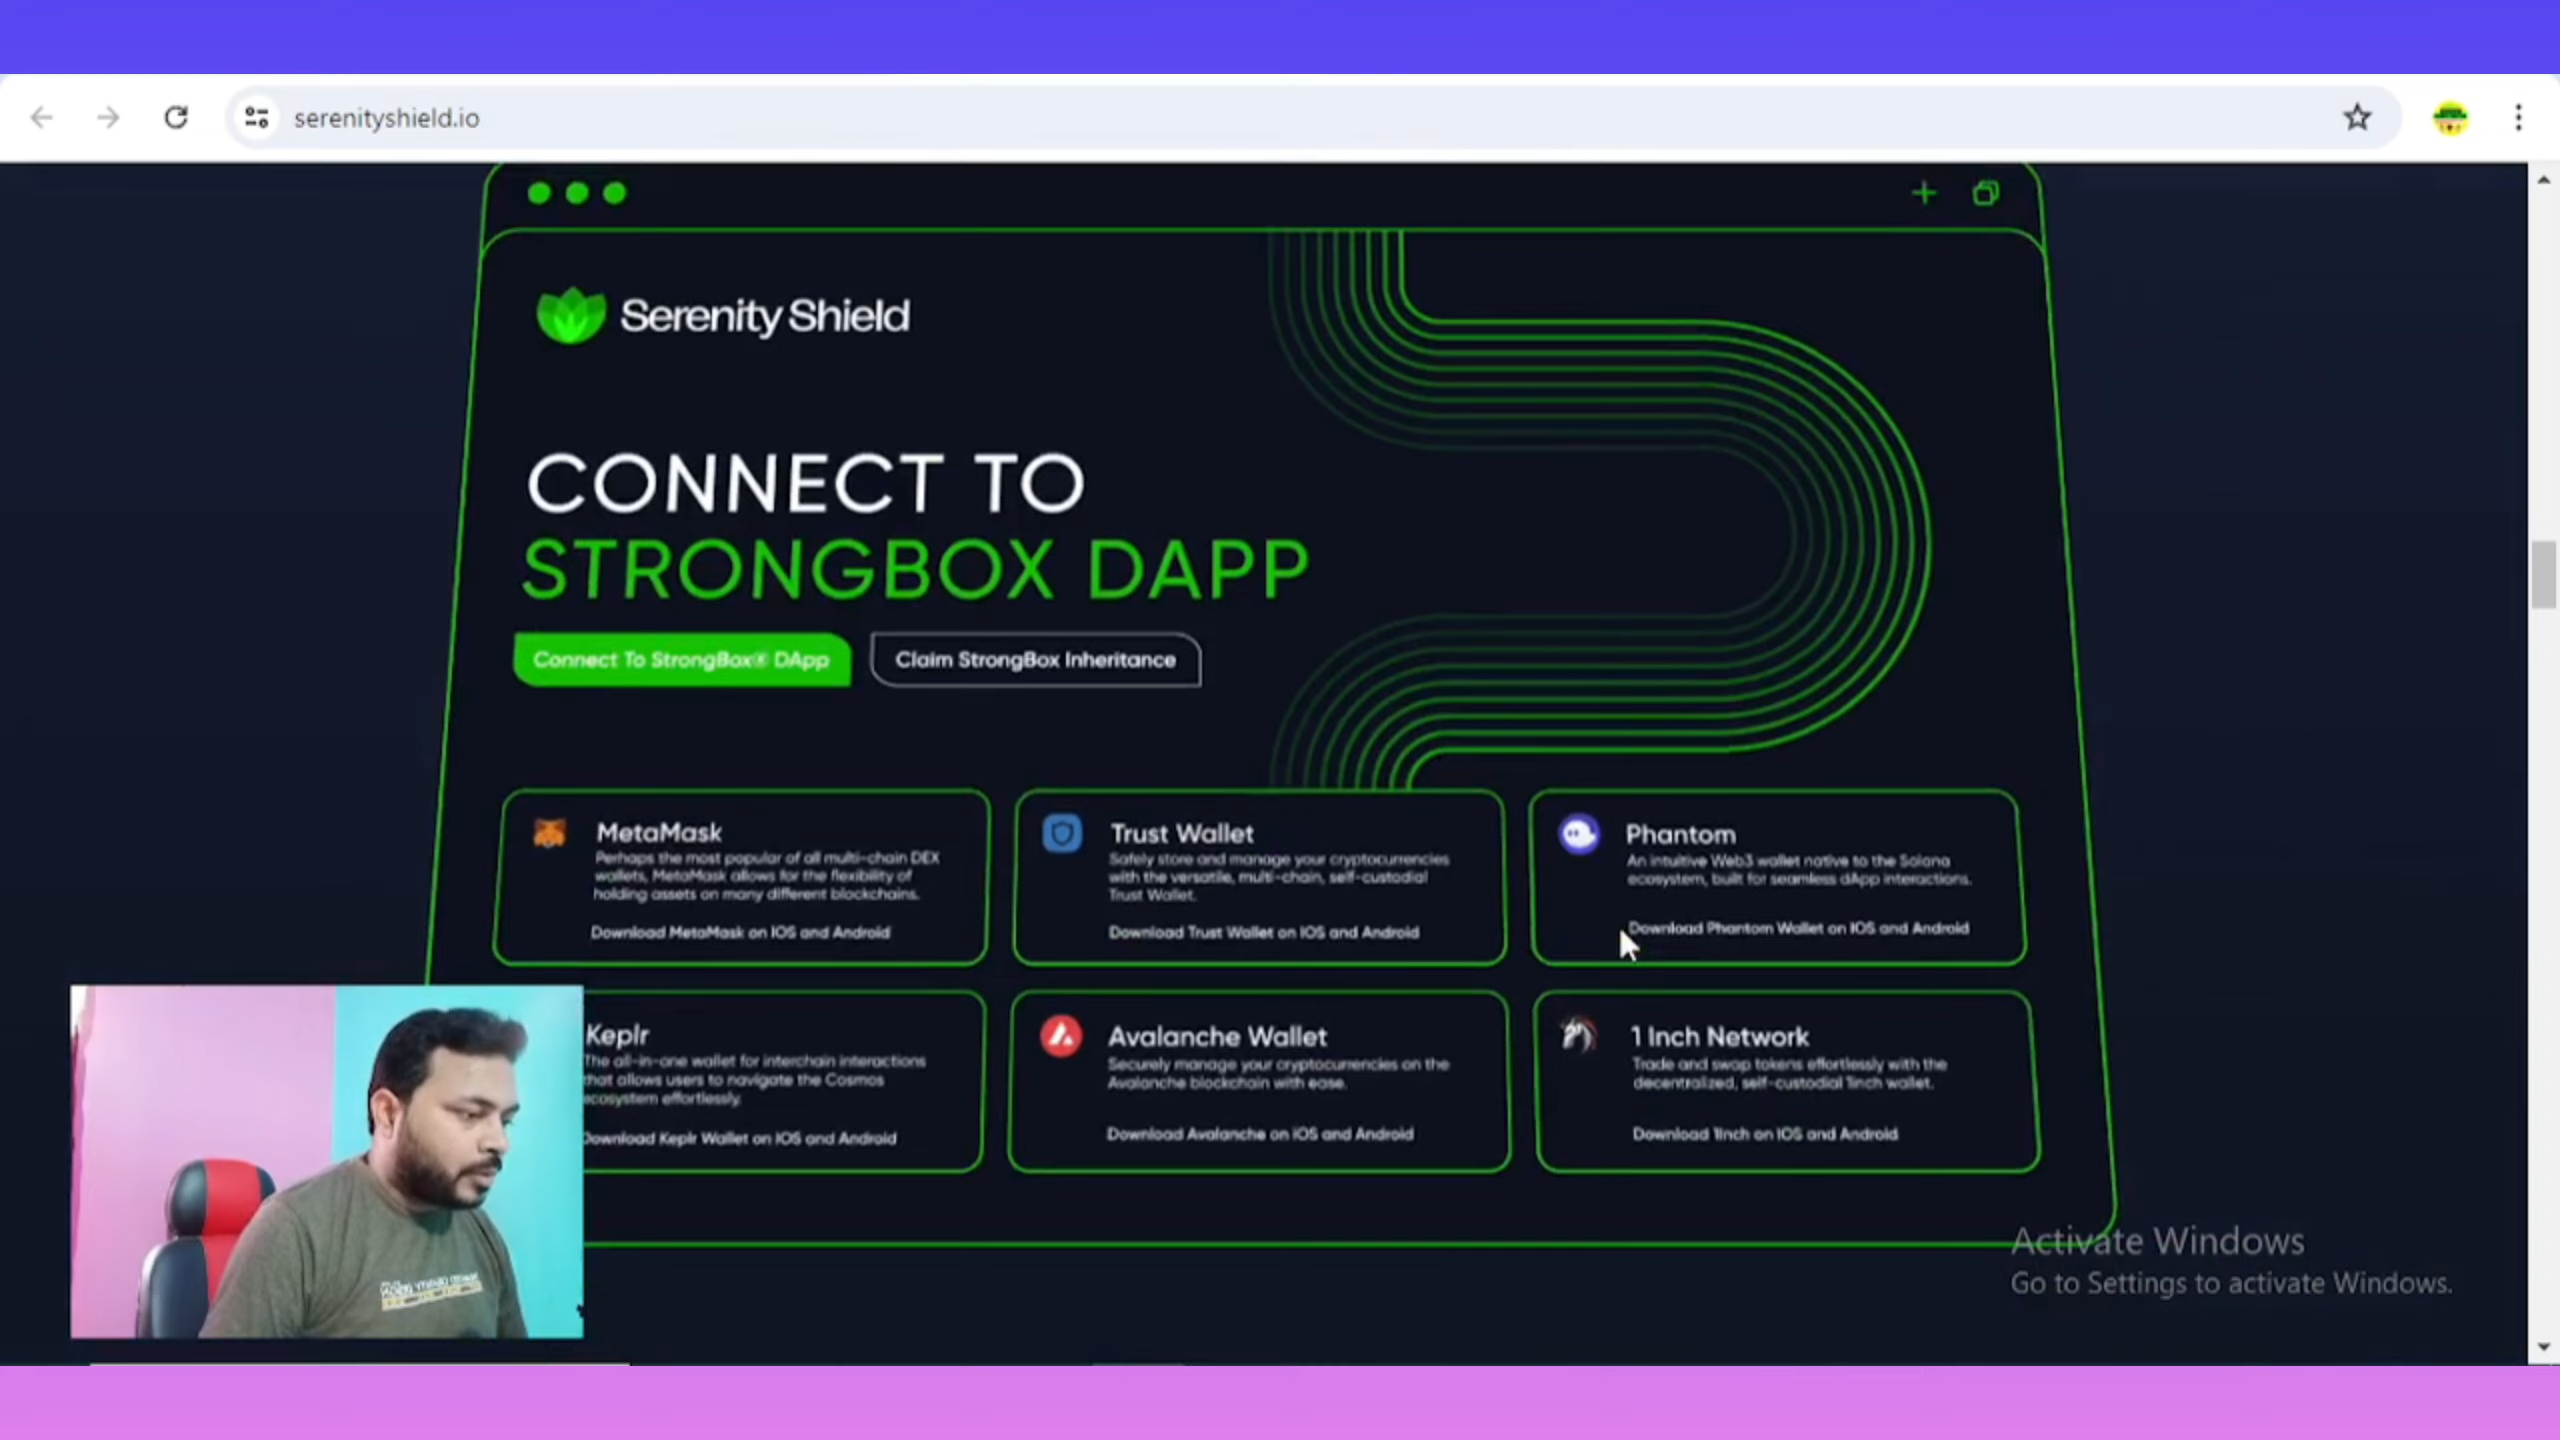 serenityshield.io
Serenity Shield
CONNECT TO
STRONGBOX DAPP
Connect To StrongBox® DApp
Claim StrongBox Inheritance
MetaMask
Perhaps the most popular of all multi-chain DEX
wallets, MetaMask allows for the flexibility of
holding assets on many different blockchains.
Download MetaMask on IOS and Android
Trust Wallet
Safely store and manage your cryptocurrencies
with the versatile, multi-chain, self-custodial
Trust Wallet.
Download Trust Wallet on IOS and Android
Phantom
An intuitive Web3 wallet native to the Solana
ecosystem, built for seamless dApp interactions.
Download Phantom Wallet on IOS and Android
Keplr
The all-in-one wallet for interchain interactions
that allows users to navigate the Cosmos
ecosystem effortlessly.
Download Keplr Wallet on IOS and Android
Avalanche Wallet
Securely manage your cryptocurrencies on the
Avalanche blockchain with ease.
Download Avalanche on iOS and Android
1 Inch Network
Trade and swap tokens effortlessly with the
decentralized, self-custodial 1inch wallet.
Download 1Inch on IOS and Android
Activate Windows
Go to Settings to activate Windows.